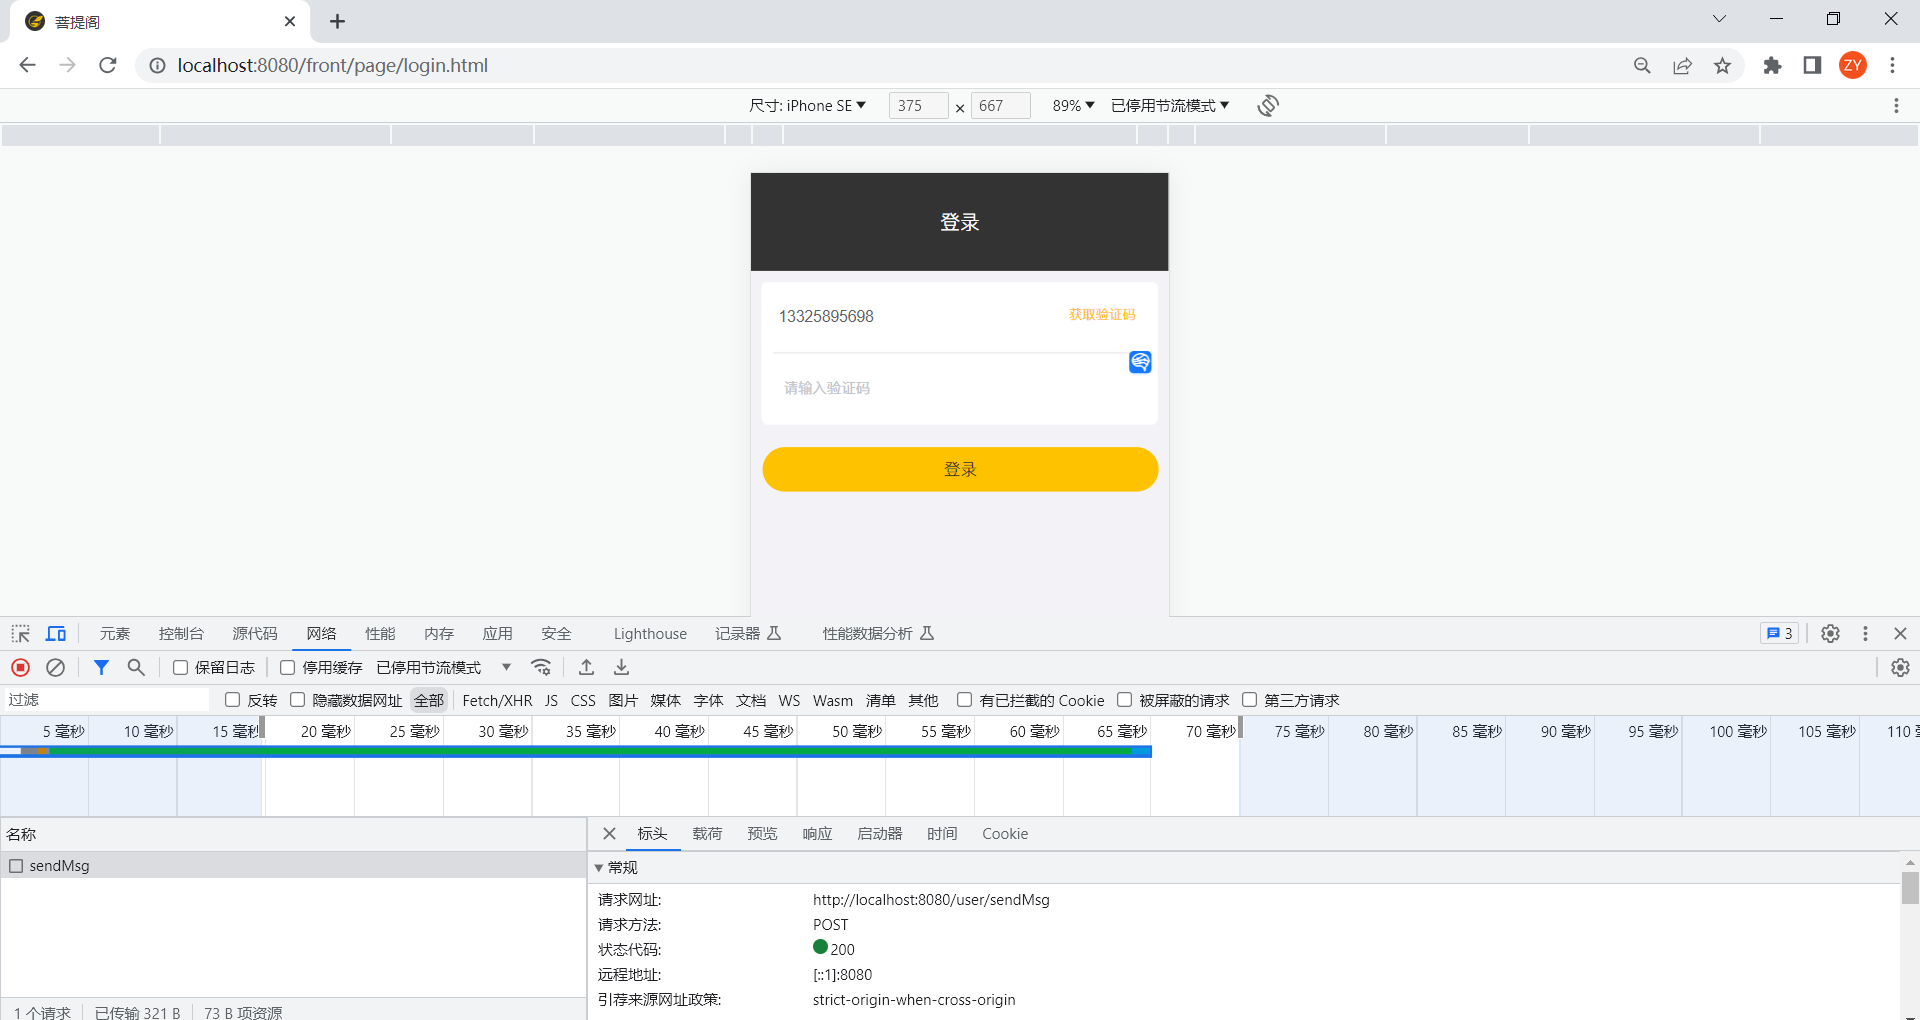 菩提阁
localhost:8080/front/page/login.html
ZY
尺寸: iPhone SE ▼ 375 × 667 89% ▼ 已停用节流模式 ▼
登录
13325895698 获取验证码
请输入验证码
登录
元素 控制台 源代码 网络 性能 内存 应用 安全 Lighthouse 记录器 性能数据分析 3
保留日志 停用缓存 已停用节流模式 ▼
过滤 反转 隐藏数据网址 全部 Fetch/XHR JS CSS 图片 媒体 字体 文档 WS Wasm 清单 其他 有已拦截的 Cookie 被屏蔽的请求 第三方请求
5 毫秒 10 毫秒 15 毫秒 20 毫秒 25 毫秒 30 毫秒 35 毫秒 40 毫秒 45 毫秒 50 毫秒 55 毫秒 60 毫秒 65 毫秒 70 毫秒 75 毫秒 80 毫秒 85 毫秒 90 毫秒 95 毫秒 100 毫秒 105 毫秒 110
名称 标头 载荷 预览 响应 启动器 时间 Cookie
sendMsg
▼ 常规
请求网址: http://localhost:8080/user/sendMsg
请求方法: POST
状态代码: 200
远程地址: [::1]:8080
引荐来源网址政策: strict-origin-when-cross-origin
1 个请求 已传输 321 B 73 B 项资源